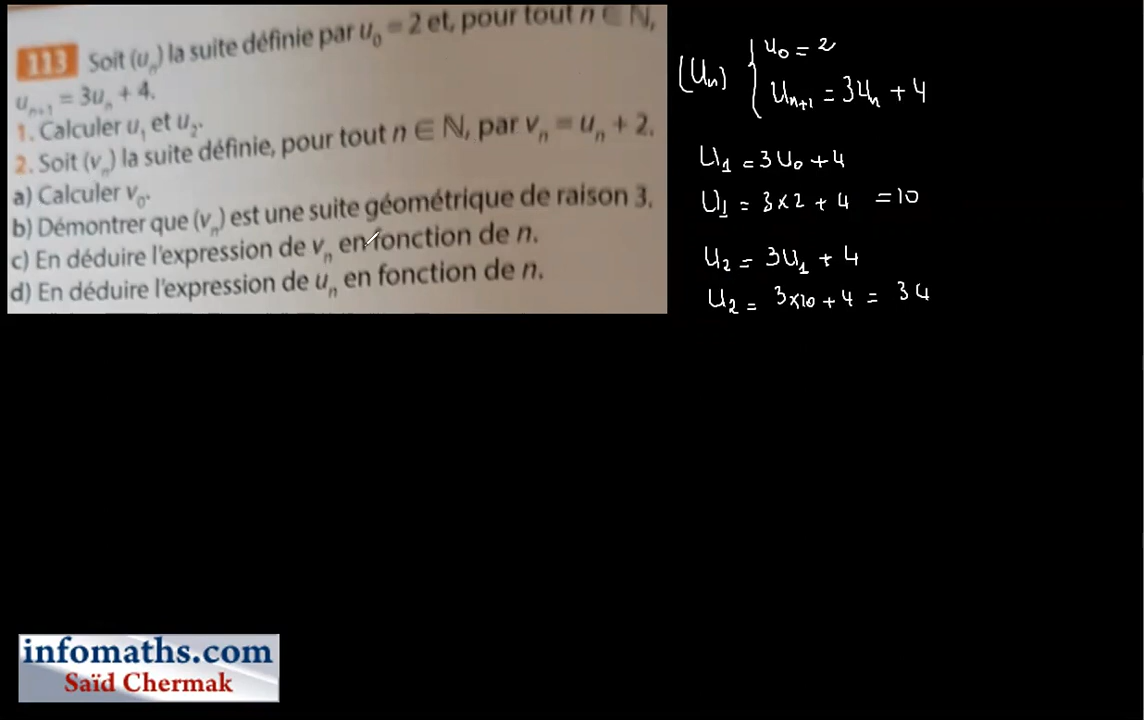 113 Soit (uₙ) la suite définie par u₀ = 2 et, pour tout n ∈ ℕ,
uₙ₊₁ = 3uₙ + 4.
1. Calculer u₁ et u₂.
2. Soit (vₙ) la suite définie, pour tout n ∈ ℕ, par vₙ = uₙ + 2.
a) Calculer v₀.
b) Démontrer que (vₙ) est une suite géométrique de raison 3.
c) En déduire l'expression de vₙ en fonction de n.
d) En déduire l'expression de uₙ en fonction de n.
(Uₙ) { u₀ = 2
Uₙ₊₁ = 3Uₙ + 4
U₁ = 3U₀ + 4
U₁ = 3×2 + 4 = 10
U₂ = 3U₁ + 4
U₂ = 3×10 + 4 = 34
infomaths.com
Saïd Chermak